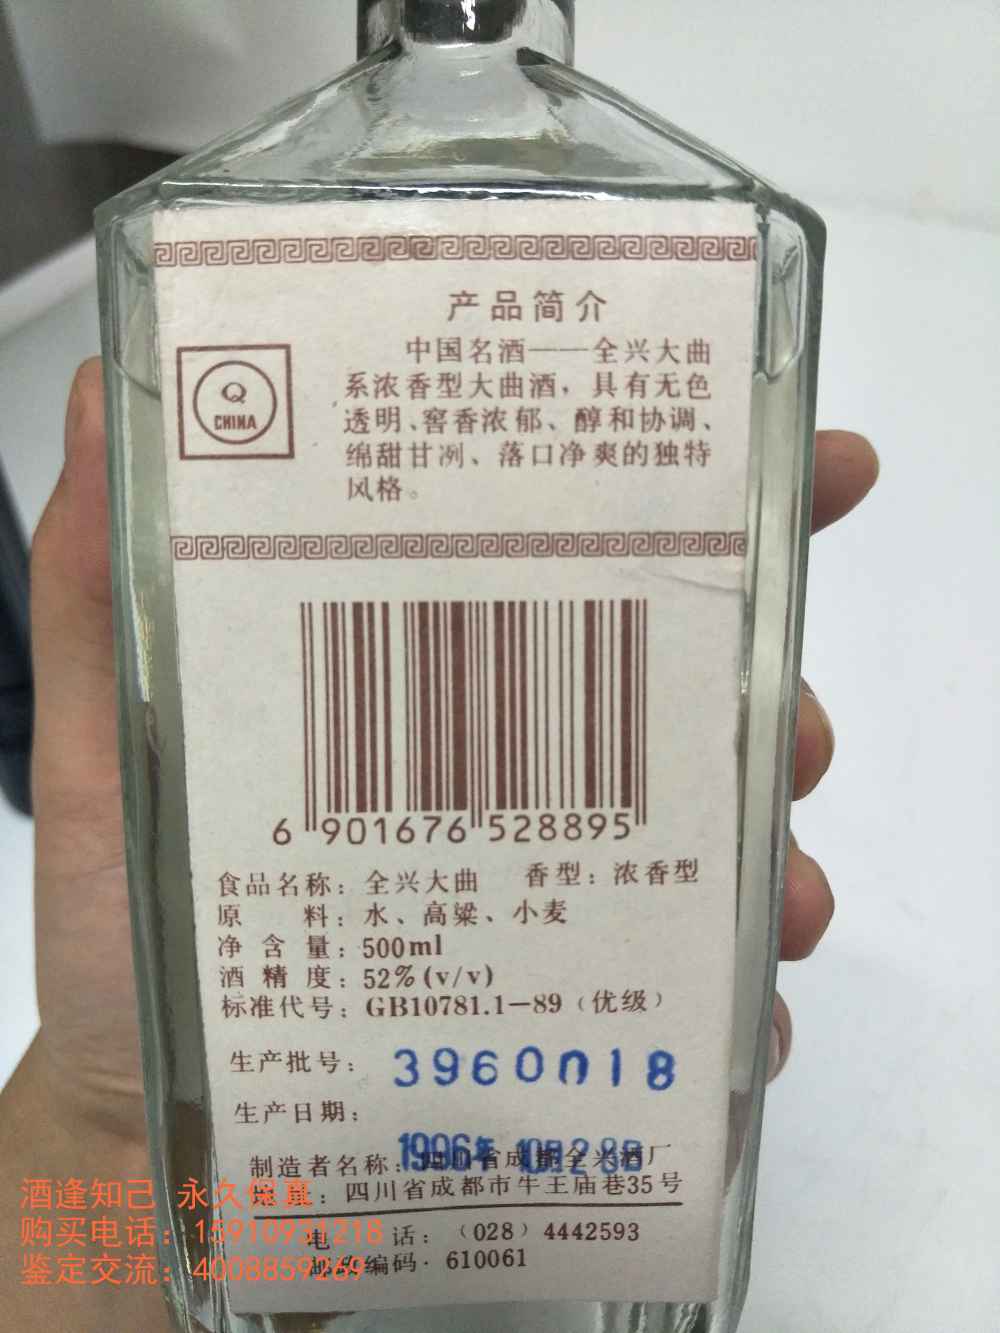 产品简介
中国名酒——全兴大曲
系浓香型大曲酒，具有无色
透明、窖香浓郁、醇和协调、
绵甜甘冽、落口净爽的独特
风格。
Q
CHINA
6 901676 528895
食品名称：全兴大曲 香型：浓香型
原 料：水、高粱、小麦
净含量：500ml
酒精度：52%(v/v)
标准代号：GB10781.1—89（优级）
生产批号：3960018
生产日期：
1996年 10月28日
制造者名称：四川省成都全兴酒厂
地 址：四川省成都市牛王庙巷35号
电 话：（028）4442593
邮政编码·610061
酒逢知己 永久保真
购买电话：15910931218
鉴定交流：4008859269